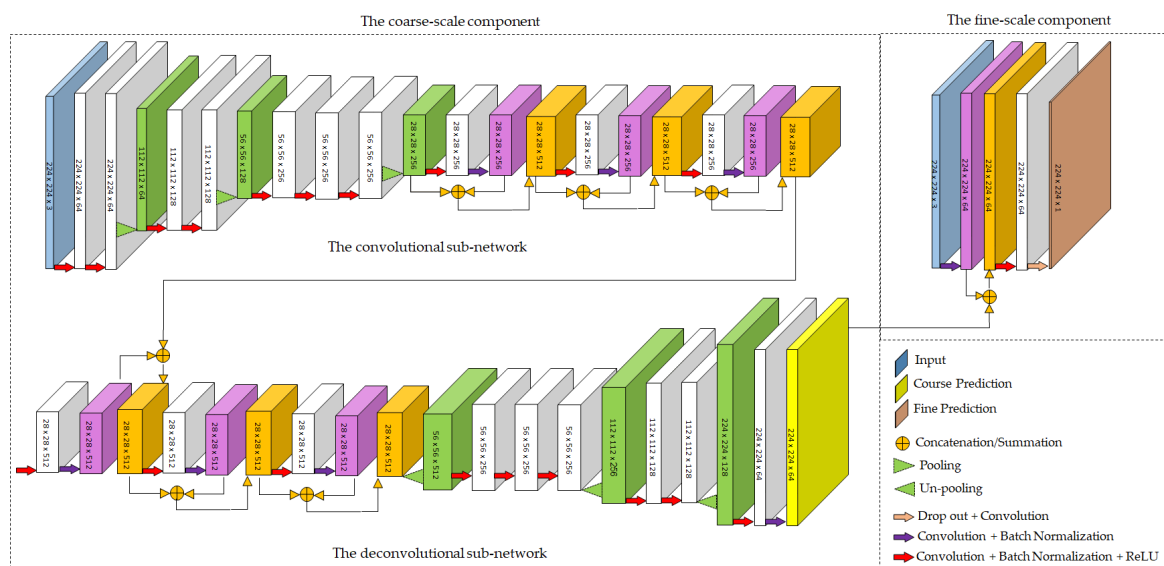 The coarse-scale component
The fine-scale component
224 x 224 x 3
224 x 224 x 64
224 x 224 x 64
112 x 112 x 64
112 x 112 x 128
112 x 112 x 128
56 x 56 x 128
56 x 56 x 256
56 x 56 x 256
56 x 56 x 256
28 x 28 x 256
28 x 28 x 256
28 x 28 x 256
28 x 28 x 512
28 x 28 x 256
28 x 28 x 256
28 x 28 x 512
28 x 28 x 256
28 x 28 x 256
28 x 28 x 512
The convolutional sub-network
224 x 224 x 3
224 x 224 x 64
224 x 224 x 64
224 x 224 x 64
224 x 224 x 1
28 x 28 x 512
28 x 28 x 512
28 x 28 x 512
28 x 28 x 512
28 x 28 x 512
28 x 28 x 512
28 x 28 x 512
28 x 28 x 512
28 x 28 x 512
56 x 56 x 512
56 x 56 x 256
56 x 56 x 256
56 x 56 x 256
112 x 112 x 256
112 x 112 x 128
112 x 112 x 128
224 x 224 x 128
224 x 224 x 64
224 x 224 x 64
The deconvolutional sub-network
Input
Course Prediction
Fine Prediction
Concatenation/Summation
Pooling
Un-pooling
Drop out + Convolution
Convolution + Batch Normalization
Convolution + Batch Normalization + ReLU